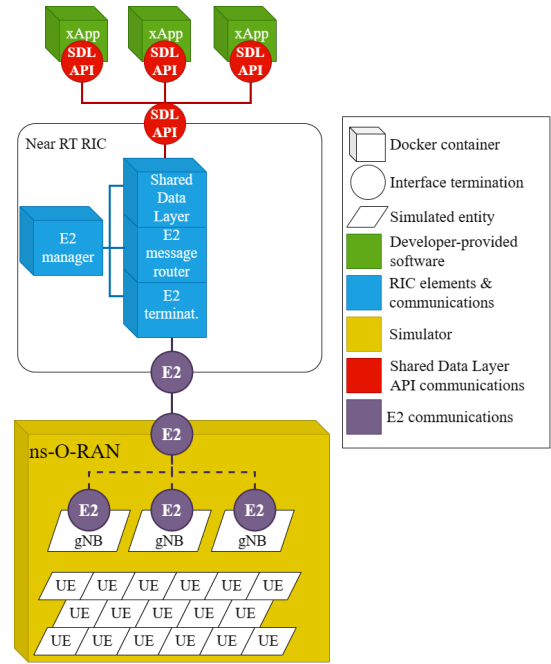 xApp xApp xApp
SDL API SDL API SDL API
SDL
API
Near RT RIC
Shared
Data
Layer
E2
manager
E2
message
router
E2
terminat.
E2
E2
ns-O-RAN
E2 E2 E2
gNB gNB gNB
UE UE UE UE UE UE
UE UE UE UE UE
UE UE UE UE UE UE
Docker container
Interface termination
Simulated entity
Developer-provided
software
RIC elements &
communications
Simulator
Shared Data Layer
API communications
E2 communications